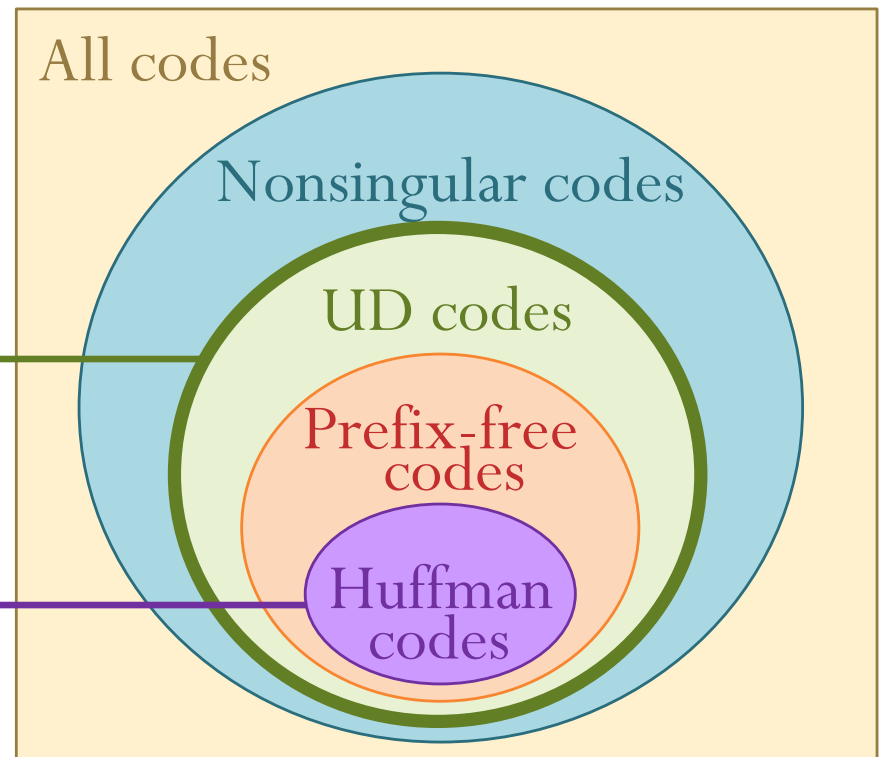 All codes
Nonsingular codes
UD codes
Prefix-free
codes
Huffman
codes